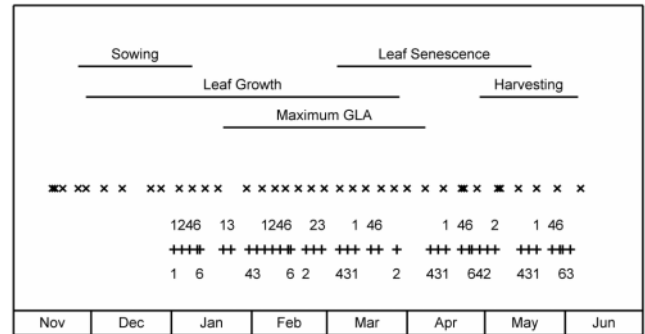 Sowing Leaf Senescence
Leaf Growth Harvesting
Maximum GLA
1246 13 1246 23 1 46 1 46 2 1 46
1 6 43 6 2 431 2 431 642 431 63
Nov Dec Jan Feb Mar Apr May Jun